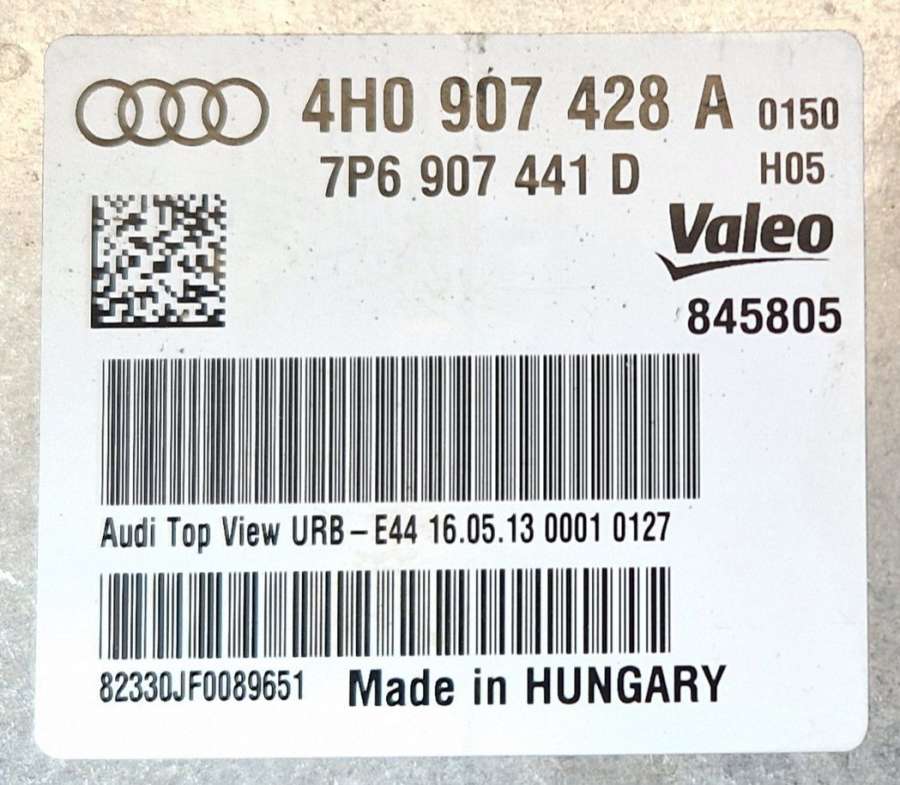 4H0 907 428 A 0150
7P6 907 441 D H05
Valeo
845805
Audi Top View URB-E44 16.05.13 0001 0127
82330JF0089651 Made in HUNGARY